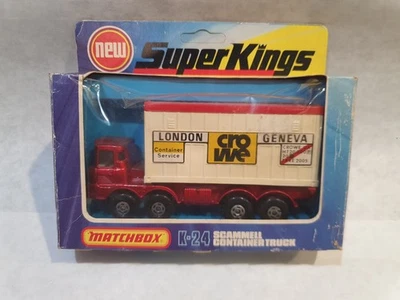 new
SuperKings
LONDON
crowe
GENEVA
Container
Service
MATCHBOX
K-24
SCAMMELL
CONTAINER TRUCK